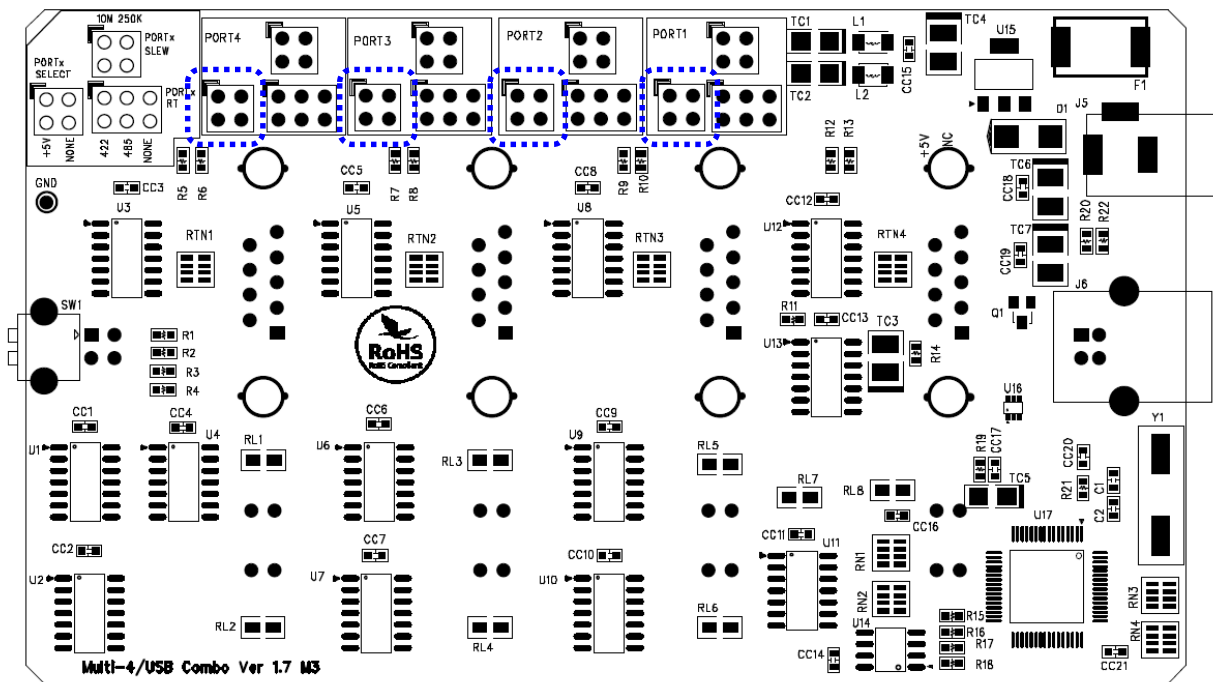 10M 250K
PORTx
SLEW
PORTx
SELECT
PORTx
RT
+5V
NONE
422
485
NONE
PORT4
PORT3
PORT2
PORT1
TC1
TC2
L1
L2
CC15
TC4
U15
F1
J5
D1
R5
R6
R7
R8
R9
R10
R12
R13
+5V
NC
GND
CC3
CC5
CC8
CC12
CC18
TC6
R20
R22
U3
RTN1
U5
RTN2
U8
RTN3
U12
RTN4
TC7
CC19
J6
Q1
SW1
R1
R2
R3
R4
RoHS
RoHS Compliant
R11
CC13
TC3
U13
R14
U16
CC1
CC4
CC6
CC9
Y1
U1
U4
RL1
U6
RL3
U9
RL5
R19
CC17
CC20
R21
C1
C2
RL7
RL8
TC5
CC16
U17
CC2
CC7
CC10
CC11
U11
RN1
U2
U7
U10
RN2
RN3
RN4
RL2
RL4
RL6
U14
R15
R16
R17
R18
CC14
CC21
Multi-4/USB Combo Ver 1.7 M3